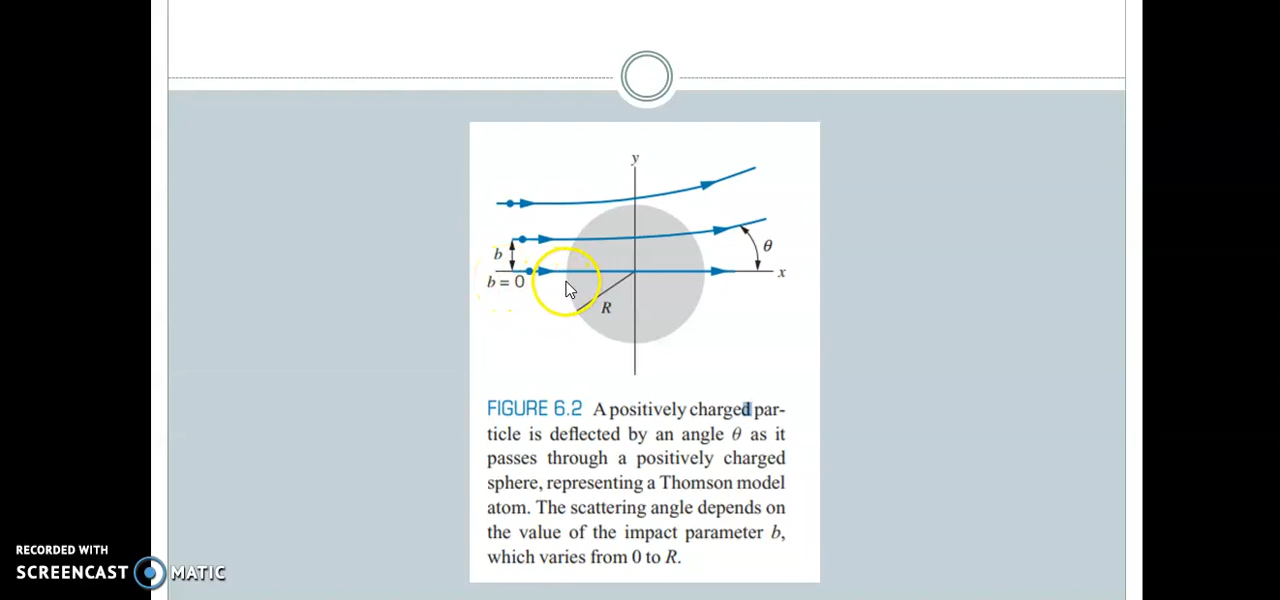 y
b
θ
x
b = 0
R
FIGURE 6.2 A positively charged par-
ticle is deflected by an angle θ as it
passes through a positively charged
sphere, representing a Thomson model
atom. The scattering angle depends on
the value of the impact parameter b,
which varies from 0 to R.
RECORDED WITH
SCREENCAST MATIC